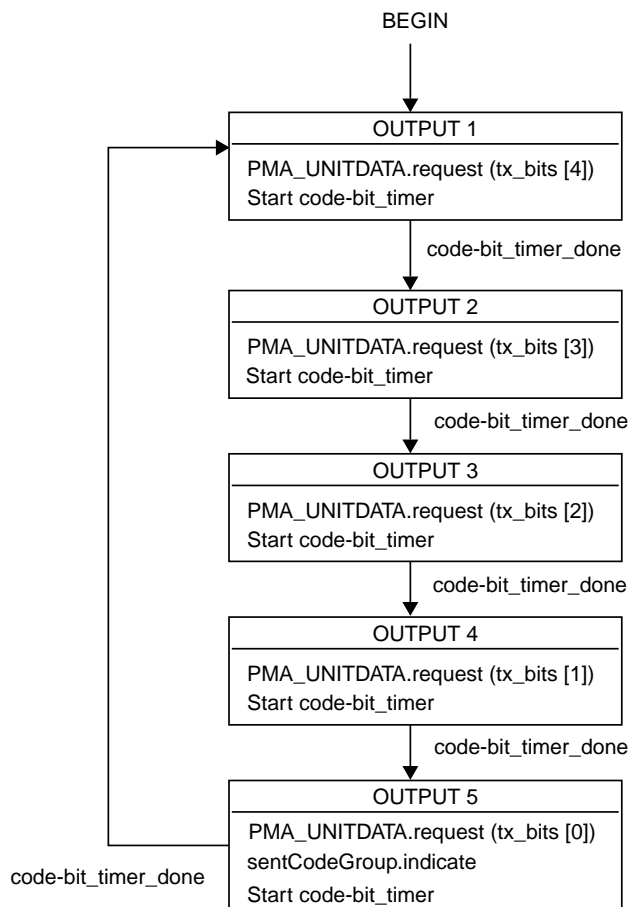 BEGIN
OUTPUT 1
PMA_UNITDATA.request (tx_bits [4])
Start code-bit_timer
code-bit_timer_done
OUTPUT 2
PMA_UNITDATA.request (tx_bits [3])
Start code-bit_timer
code-bit_timer_done
OUTPUT 3
PMA_UNITDATA.request (tx_bits [2])
Start code-bit_timer
code-bit_timer_done
OUTPUT 4
PMA_UNITDATA.request (tx_bits [1])
Start code-bit_timer
code-bit_timer_done
OUTPUT 5
PMA_UNITDATA.request (tx_bits [0])
sentCodeGroup.indicate
Start code-bit_timer
code-bit_timer_done